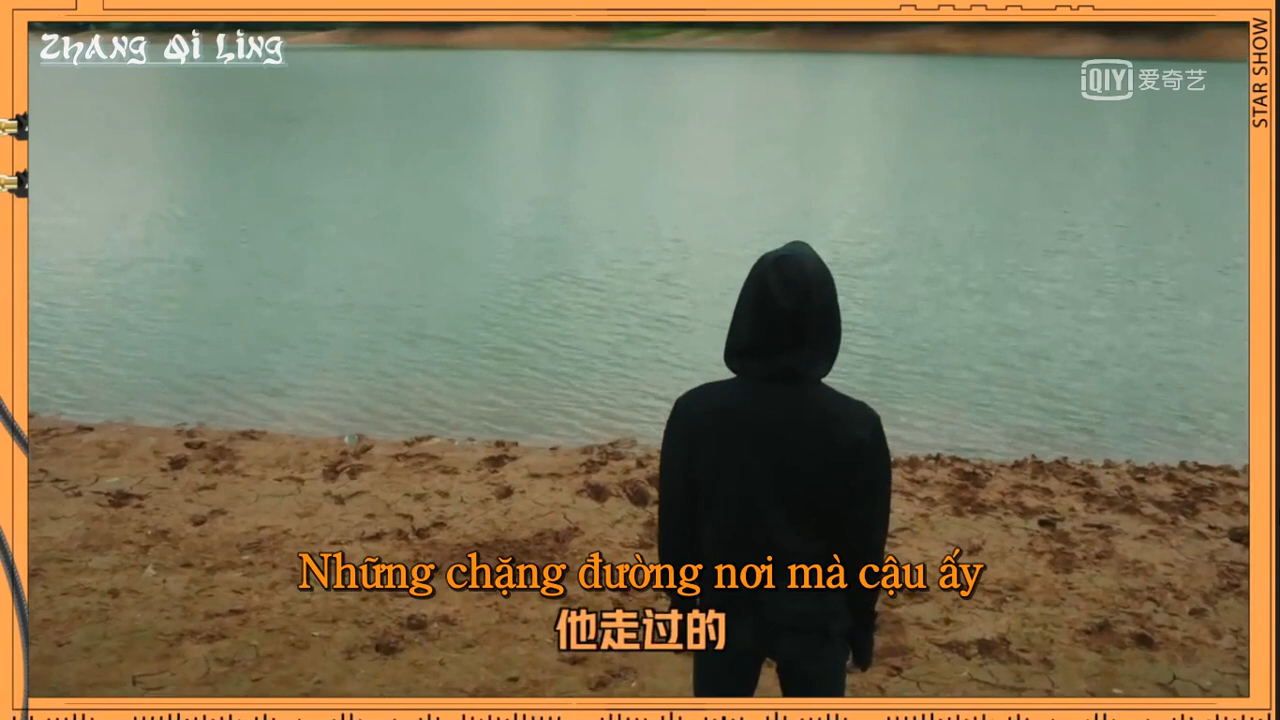 ZHANG QI LING
iQIY 爱奇艺
STAR SHOW
Những chặng đường nơi mà cậu ấy
他走过的